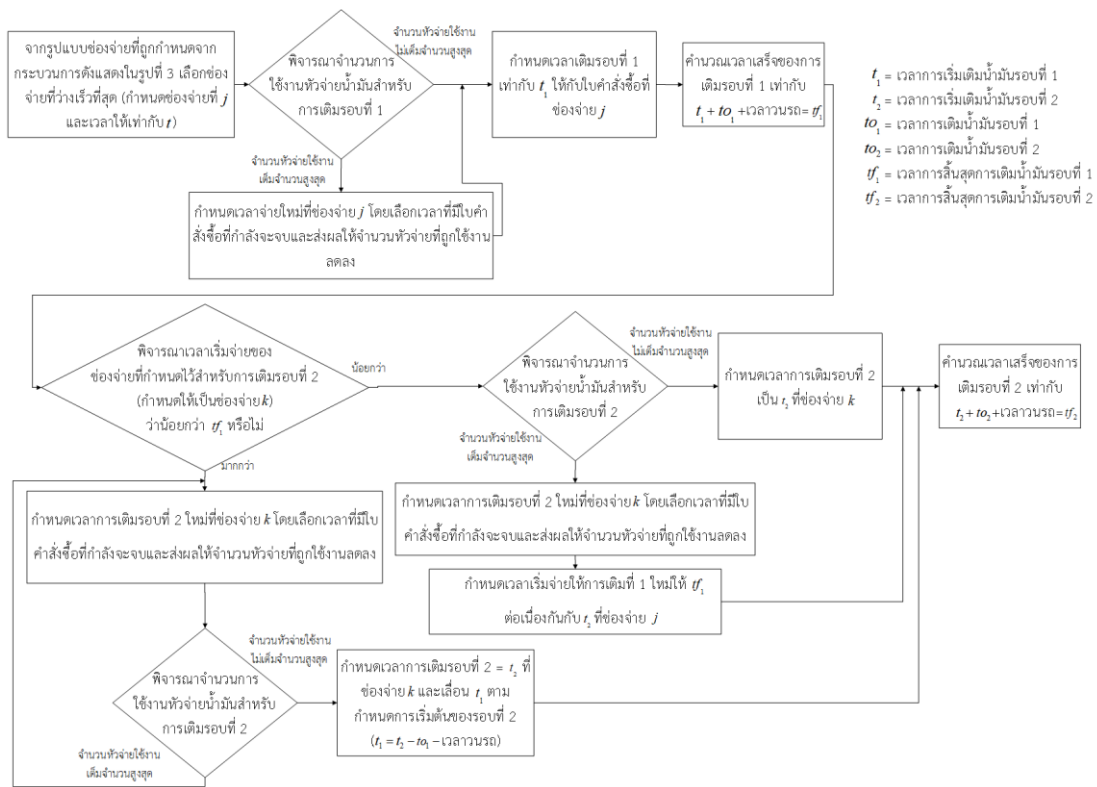 จากรูปแบบช่องจ่ายที่ถูกกำหนดจาก
กระบวนการดังแสดงในรูปที่ 3 เลือกช่อง
จ่ายที่ว่างเร็วที่สุด (กำหนดช่องจ่ายที่ j
และเวลาให้เท่ากับ t)
พิจารณาจำนวนการ
ใช้งานหัวจ่ายน้ำมันสำหรับ
การเติมรอบที่ 1
จำนวนหัวจ่ายใช้งาน
ไม่เต็มจำนวนสูงสุด
กำหนดเวลาเติมรอบที่ 1
เท่ากับ t₁ ให้กับใบคำสั่งซื้อที่
ช่องจ่าย j
คำนวณเวลาเสร็จของการ
เติมรอบที่ 1 เท่ากับ
t₁ + to₁ +เวลาวนรถ= tf₁
t₁ = เวลาการเริ่มเติมน้ำมันรอบที่ 1
t₂ = เวลาการเริ่มเติมน้ำมันรอบที่ 2
to₁ = เวลาการเติมน้ำมันรอบที่ 1
to₂ = เวลาการเติมน้ำมันรอบที่ 2
tf₁ = เวลาการสิ้นสุดการเติมน้ำมันรอบที่ 1
tf₂ = เวลาการสิ้นสุดการเติมน้ำมันรอบที่ 2
จำนวนหัวจ่ายใช้งาน
เต็มจำนวนสูงสุด
กำหนดเวลาจ่ายใหม่ที่ช่องจ่าย j โดยเลือกเวลาที่มีใบคำ
สั่งซื้อที่กำลังจะจบและส่งผลให้จำนวนหัวจ่ายที่ถูกใช้งาน
ลดลง
พิจารณาเวลาเริ่มจ่ายของ
ช่องจ่ายที่กำหนดไว้สำหรับการเติมรอบที่ 2
(กำหนดให้เป็นช่องจ่าย k)
ว่าน้อยกว่า tf₁ หรือไม่
น้อยกว่า
พิจารณาจำนวนการ
ใช้งานหัวจ่ายน้ำมันสำหรับ
การเติมรอบที่ 2
จำนวนหัวจ่ายใช้งาน
ไม่เต็มจำนวนสูงสุด
กำหนดเวลาการเติมรอบที่ 2
เป็น t₂ ที่ช่องจ่าย k
คำนวณเวลาเสร็จของการ
เติมรอบที่ 2 เท่ากับ
t₂ + to₂ +เวลาวนรถ= tf₂
จำนวนหัวจ่ายใช้งาน
เต็มจำนวนสูงสุด
มากกว่า
กำหนดเวลาการเติมรอบที่ 2 ใหม่ที่ช่องจ่าย k โดยเลือกเวลาที่มีใบ
คำสั่งซื้อที่กำลังจะจบและส่งผลให้จำนวนหัวจ่ายที่ถูกใช้งานลดลง
กำหนดเวลาการเติมรอบที่ 2 ใหม่ที่ช่องจ่าย k โดยเลือกเวลาที่มีใบ
คำสั่งซื้อที่กำลังจะจบและส่งผลให้จำนวนหัวจ่ายที่ถูกใช้งานลดลง
กำหนดเวลาเริ่มจ่ายให้การเติมที่ 1 ใหม่ให้ tf₁
ต่อเนื่องกันกับ t₂ ที่ช่องจ่าย j
พิจารณาจำนวนการ
ใช้งานหัวจ่ายน้ำมันสำหรับ
การเติมรอบที่ 2
จำนวนหัวจ่ายใช้งาน
ไม่เต็มจำนวนสูงสุด
กำหนดเวลาการเติมรอบที่ 2 = t₂ ที่
ช่องจ่าย k และเลื่อน t₁ ตาม
กำหนดการเริ่มต้นของรอบที่ 2
(t₁ = t₂ − to₁ − เวลาวนรถ)
จำนวนหัวจ่ายใช้งาน
เต็มจำนวนสูงสุด